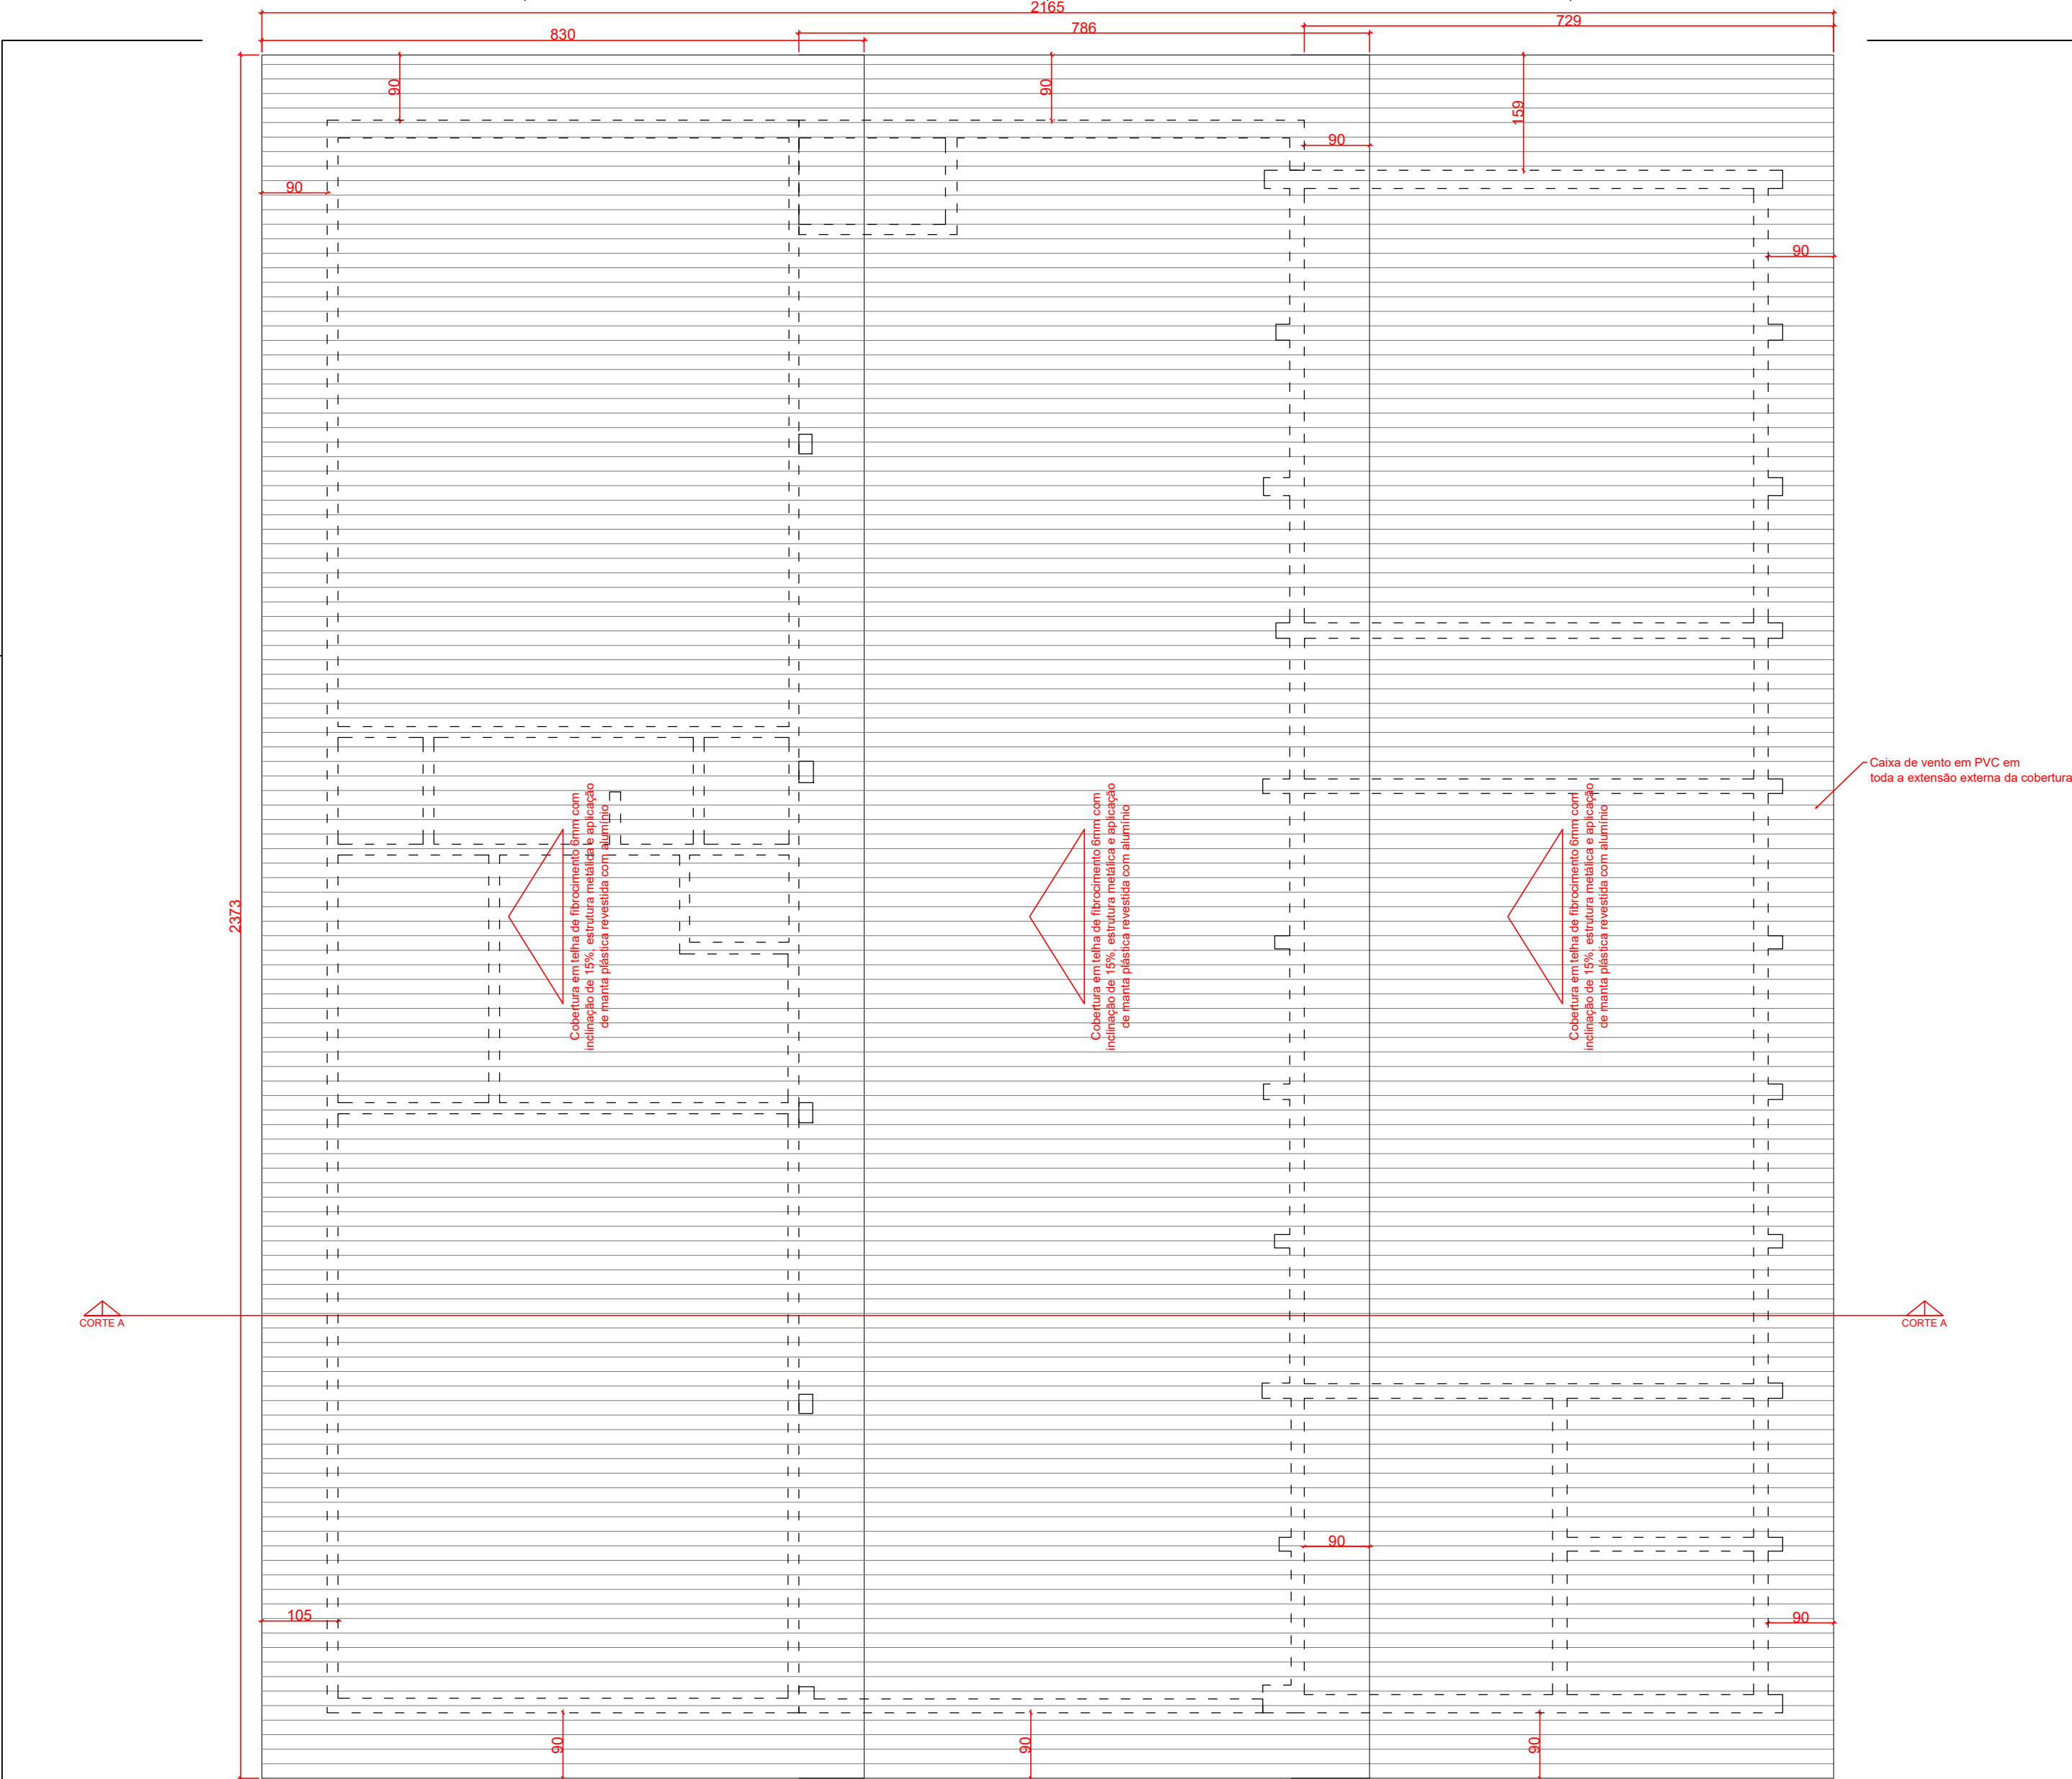 2165
729
786
830
90
90
159
90
90
90
Caixa de vento em PVC em
toda a extensão externa da cobertura
Cobertura em telha de fibrocimento 6mm com
inclinação de 15%, estrutura metálica e aplicação
de manta plástica revestida com alumínio
Cobertura em telha de fibrocimento 6mm com
inclinação de 15%, estrutura metálica e aplicação
de manta plástica revestida com alumínio
Cobertura em telha de fibrocimento 6mm com
inclinação de 15%, estrutura metálica e aplicação
de manta plástica revestida com alumínio
2373
CORTE A
CORTE A
90
105
90
90
90
90